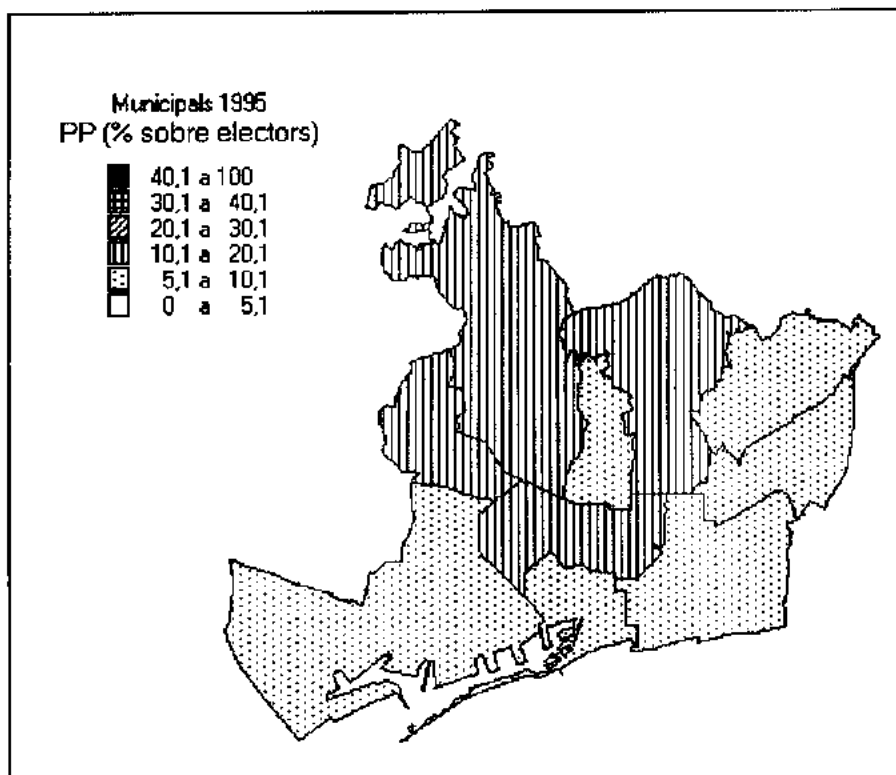 Municipals 1995
PP (% sobre electors)
40,1 a 100
30,1 a 40,1
20,1 a 30,1
10,1 a 20,1
5,1 a 10,1
0 a 5,1